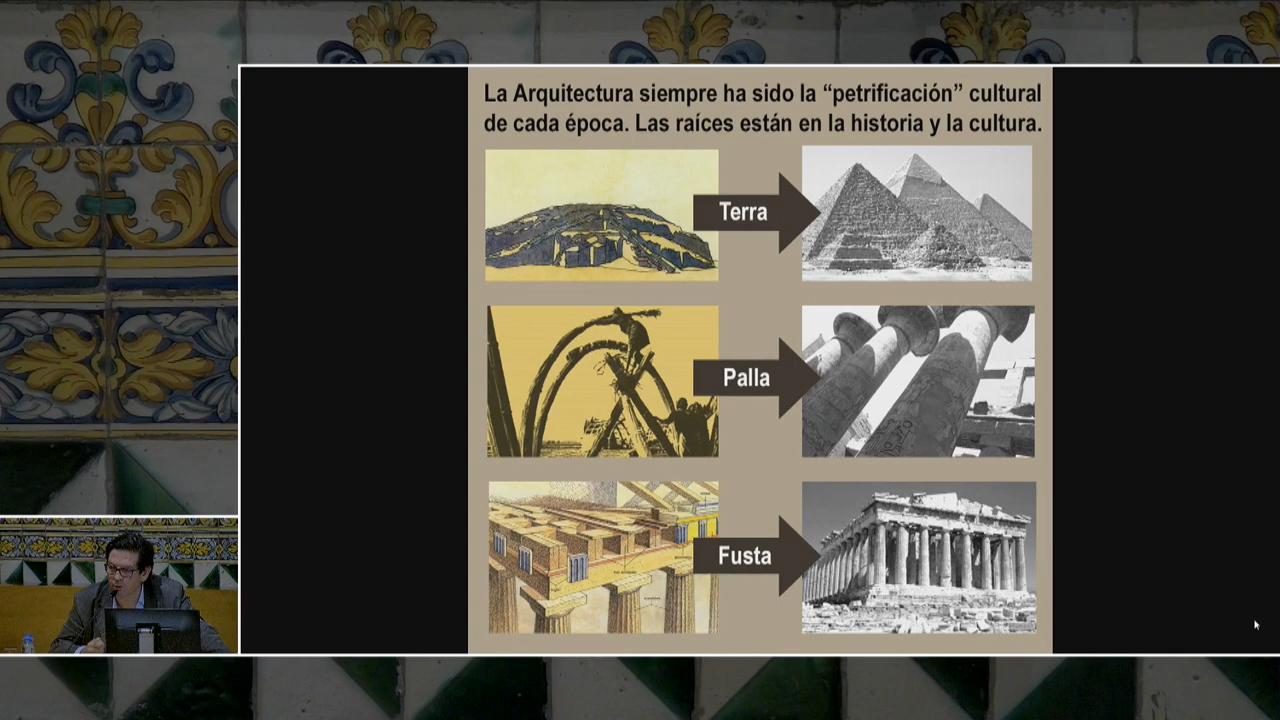 La Arquitectura siempre ha sido la “petrificación” cultural
de cada época. Las raíces están en la historia y la cultura.
Terra
Palla
Fusta